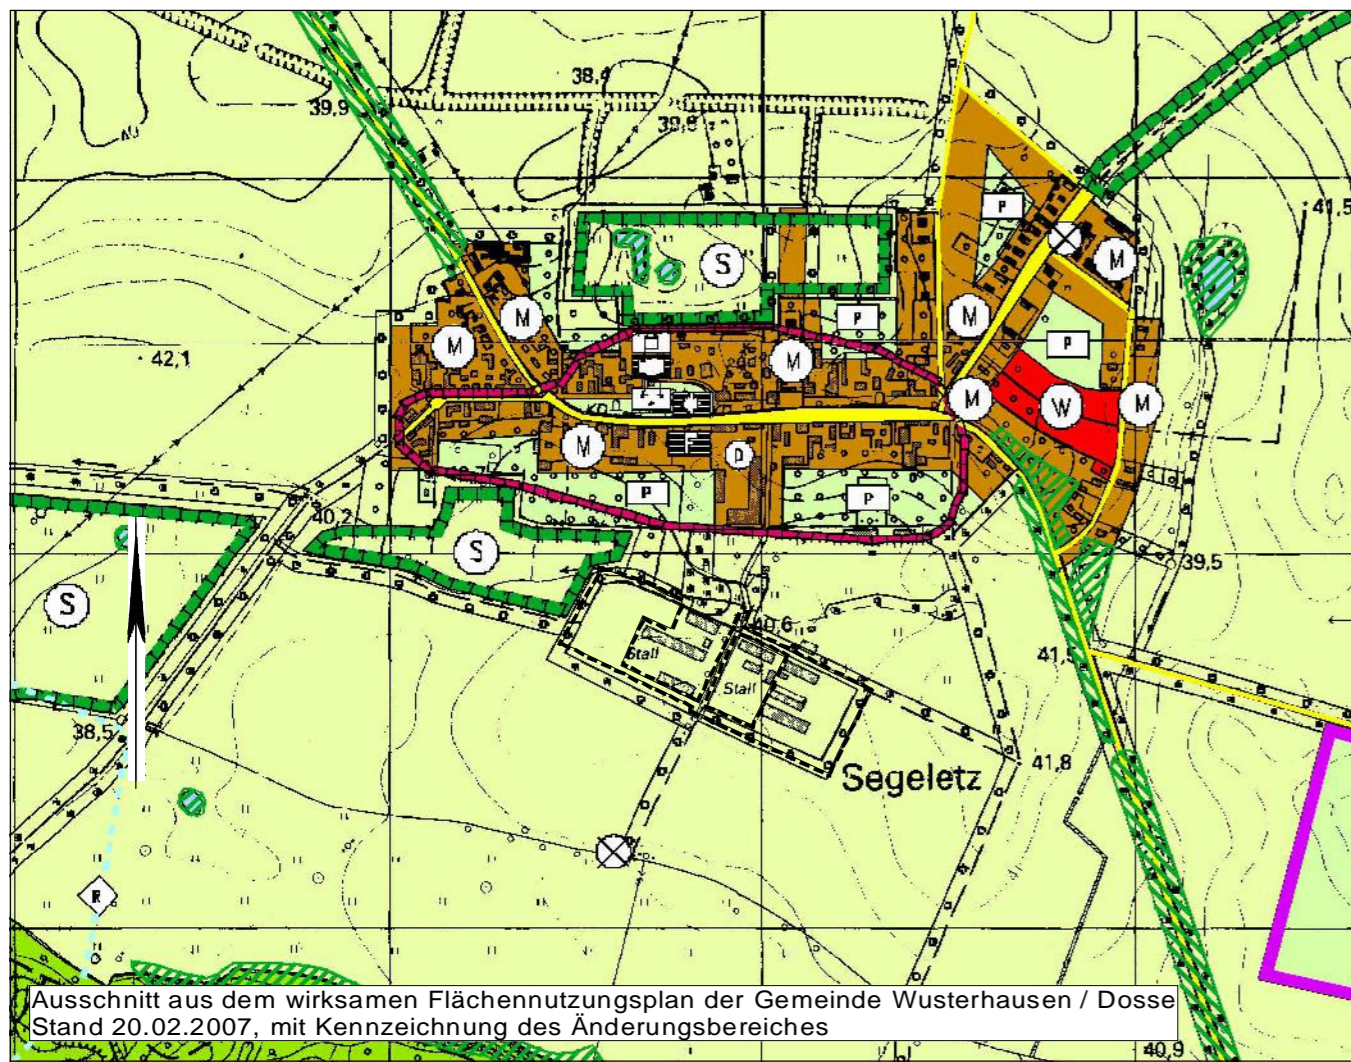 38,4
39,9
39,8
P
41,5
M
S
M
M
P
M
P
42,1
M
M
M
W
M
M
P
P
P
40,2
S
39,5
S
40,6
Stall
41,5
Stall
38,5
41,8
Segeletz
R
Ausschnitt aus dem wirksamen Flächennutzungsplan der Gemeinde Wusterhausen / Dosse
Stand 20.02.2007, mit Kennzeichnung des Änderungsbereiches
40,9